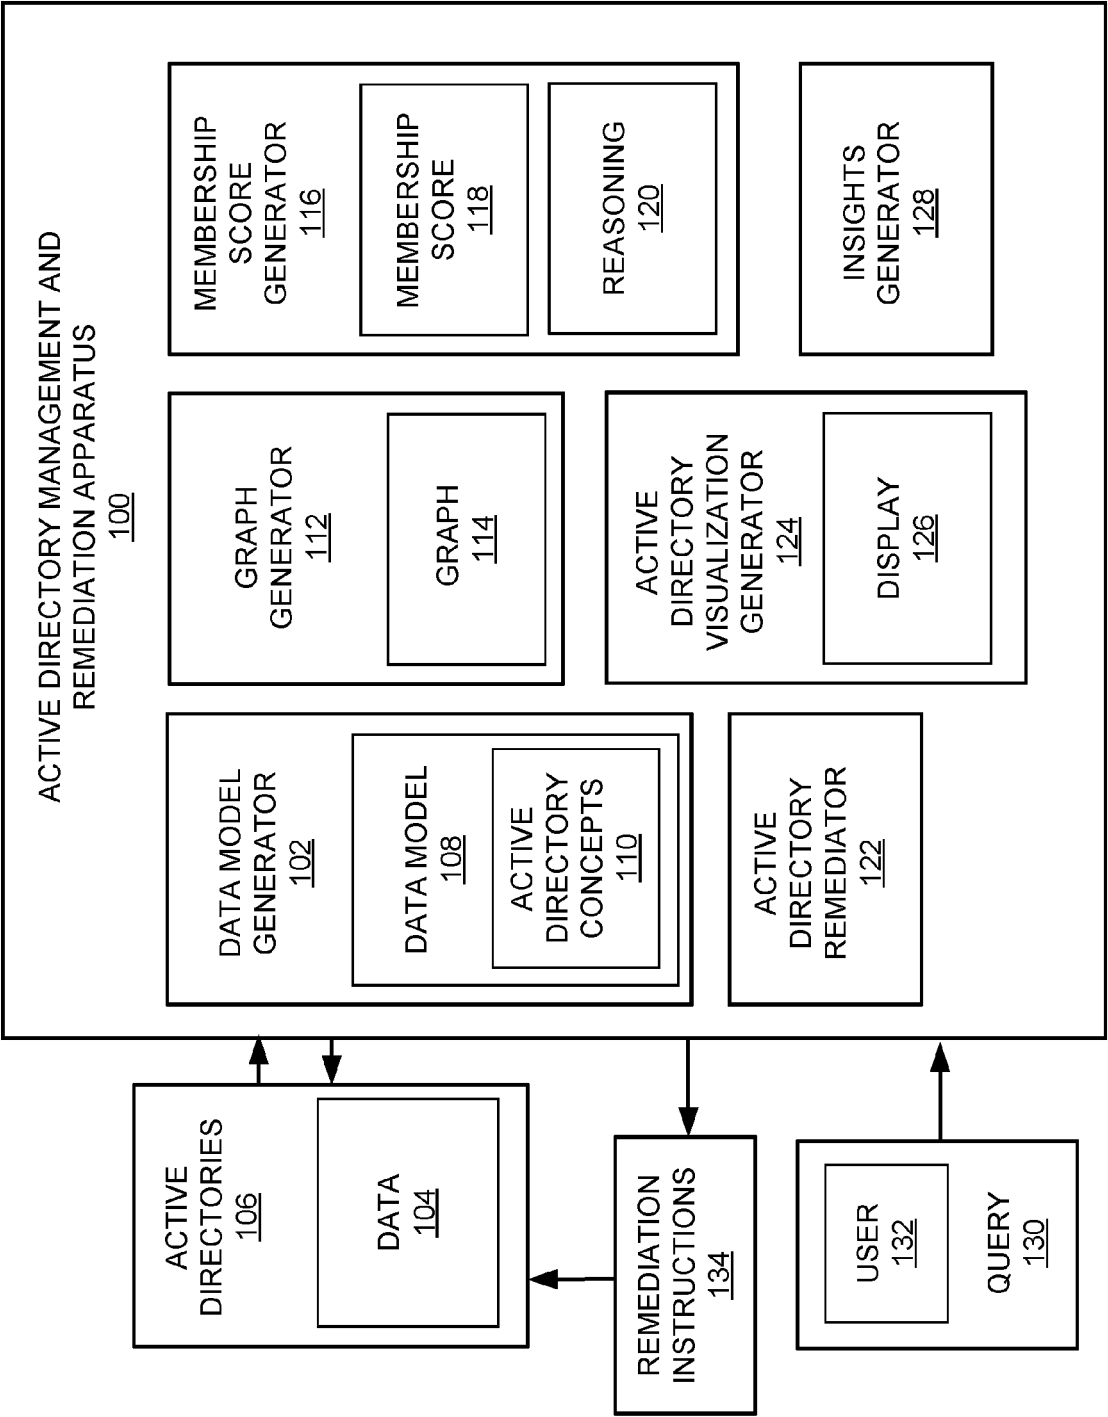 ACTIVE DIRECTORY MANAGEMENT AND
REMEDIATION APPARATUS
100
ACTIVE
DIRECTORIES
106
DATA
104
DATA MODEL
GENERATOR
102
DATA MODEL
108
ACTIVE
DIRECTORY
CONCEPTS
110
GRAPH
GENERATOR
112
GRAPH
114
MEMBERSHIP
SCORE
GENERATOR
116
MEMBERSHIP
SCORE
118
REASONING
120
REMEDIATION
INSTRUCTIONS
134
ACTIVE
DIRECTORY
REMEDIATOR
122
ACTIVE
DIRECTORY
VISUALIZATION
GENERATOR
124
DISPLAY
126
INSIGHTS
GENERATOR
128
USER
132
QUERY
130